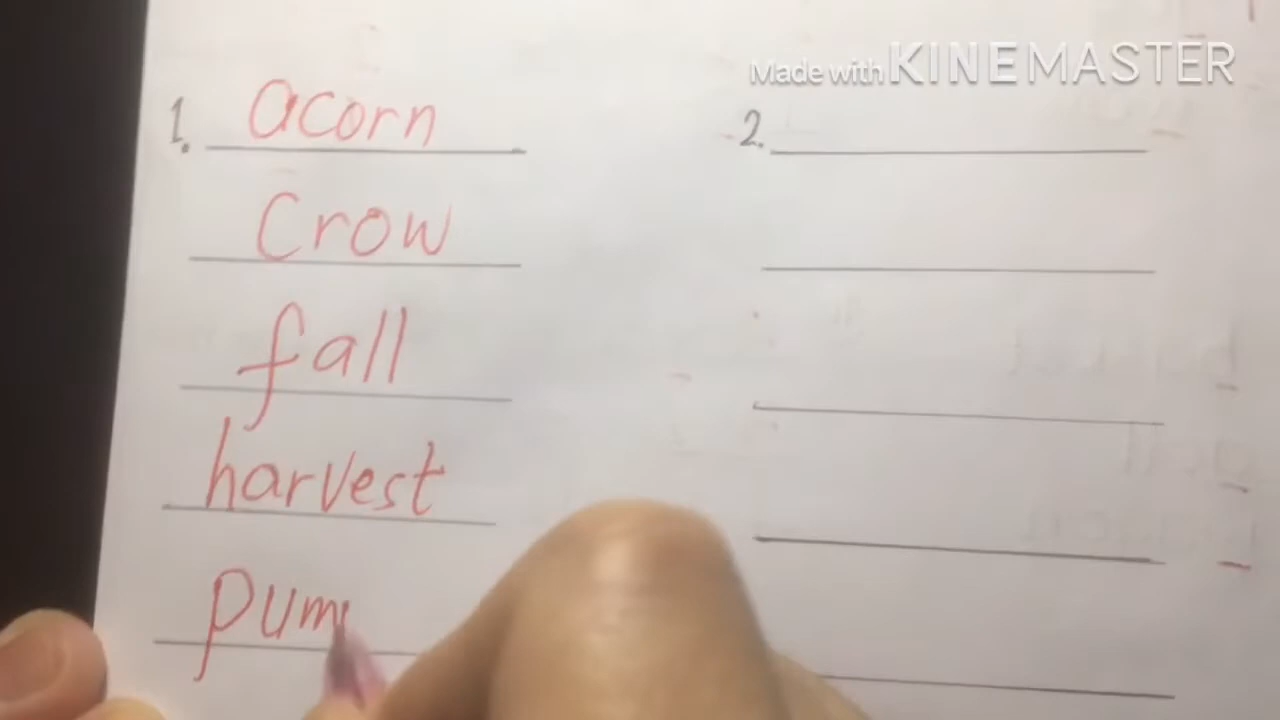 Made with KINEMASTER
1. acorn
2.
Crow
fall
harvest
pum